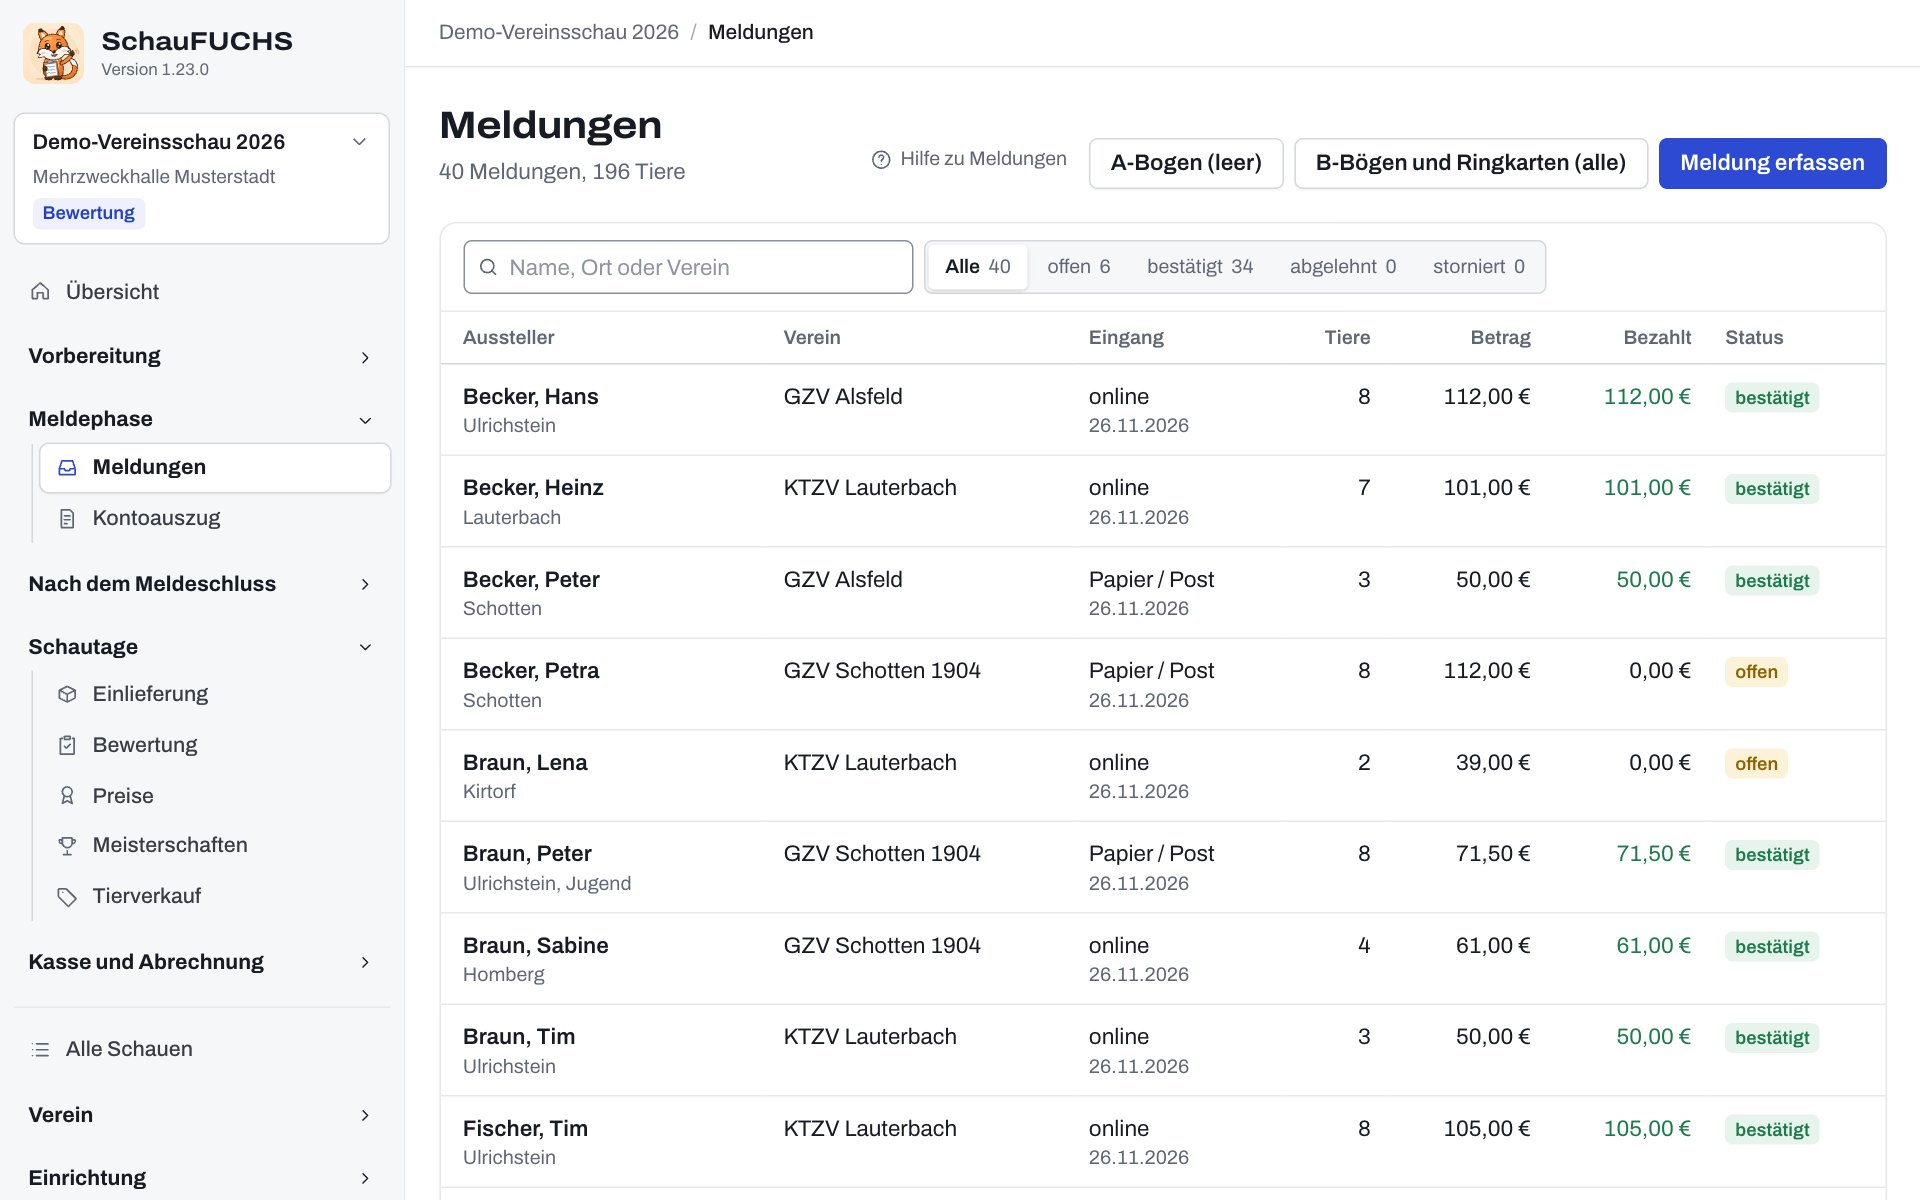 SchauFUCHS
Version 1.23.0
Demo-Vereinsschau 2026
Mehrzweckhalle Musterstadt
Bewertung
Übersicht
Vorbereitung
Meldephase
Meldungen
Kontoauszug
Nach dem Meldeschluss
Schautage
Einlieferung
Bewertung
Preise
Meisterschaften
Tierverkauf
Kasse und Abrechnung
Alle Schauen
Verein
Einrichtung
Demo-Vereinsschau 2026 / Meldungen
Meldungen
40 Meldungen, 196 Tiere
Hilfe zu Meldungen
A-Bogen (leer)
B-Bögen und Ringkarten (alle)
Meldung erfassen
Name, Ort oder Verein
Alle 40 offen 6 bestätigt 34 abgelehnt 0 storniert 0
Aussteller Verein Eingang Tiere Betrag Bezahlt Status
Becker, Hans GZV Alsfeld online 8 112,00 € 112,00 € bestätigt
Ulrichstein 26.11.2026
Becker, Heinz KTZV Lauterbach online 7 101,00 € 101,00 € bestätigt
Lauterbach 26.11.2026
Becker, Peter GZV Alsfeld Papier / Post 3 50,00 € 50,00 € bestätigt
Schotten 26.11.2026
Becker, Petra GZV Schotten 1904 Papier / Post 8 112,00 € 0,00 € offen
Schotten 26.11.2026
Braun, Lena KTZV Lauterbach online 2 39,00 € 0,00 € offen
Kirtorf 26.11.2026
Braun, Peter GZV Schotten 1904 Papier / Post 8 71,50 € 71,50 € bestätigt
Ulrichstein, Jugend 26.11.2026
Braun, Sabine GZV Schotten 1904 online 4 61,00 € 61,00 € bestätigt
Homberg 26.11.2026
Braun, Tim KTZV Lauterbach online 3 50,00 € 50,00 € bestätigt
Ulrichstein 26.11.2026
Fischer, Tim KTZV Lauterbach online 8 105,00 € 105,00 € bestätigt
Ulrichstein 26.11.2026